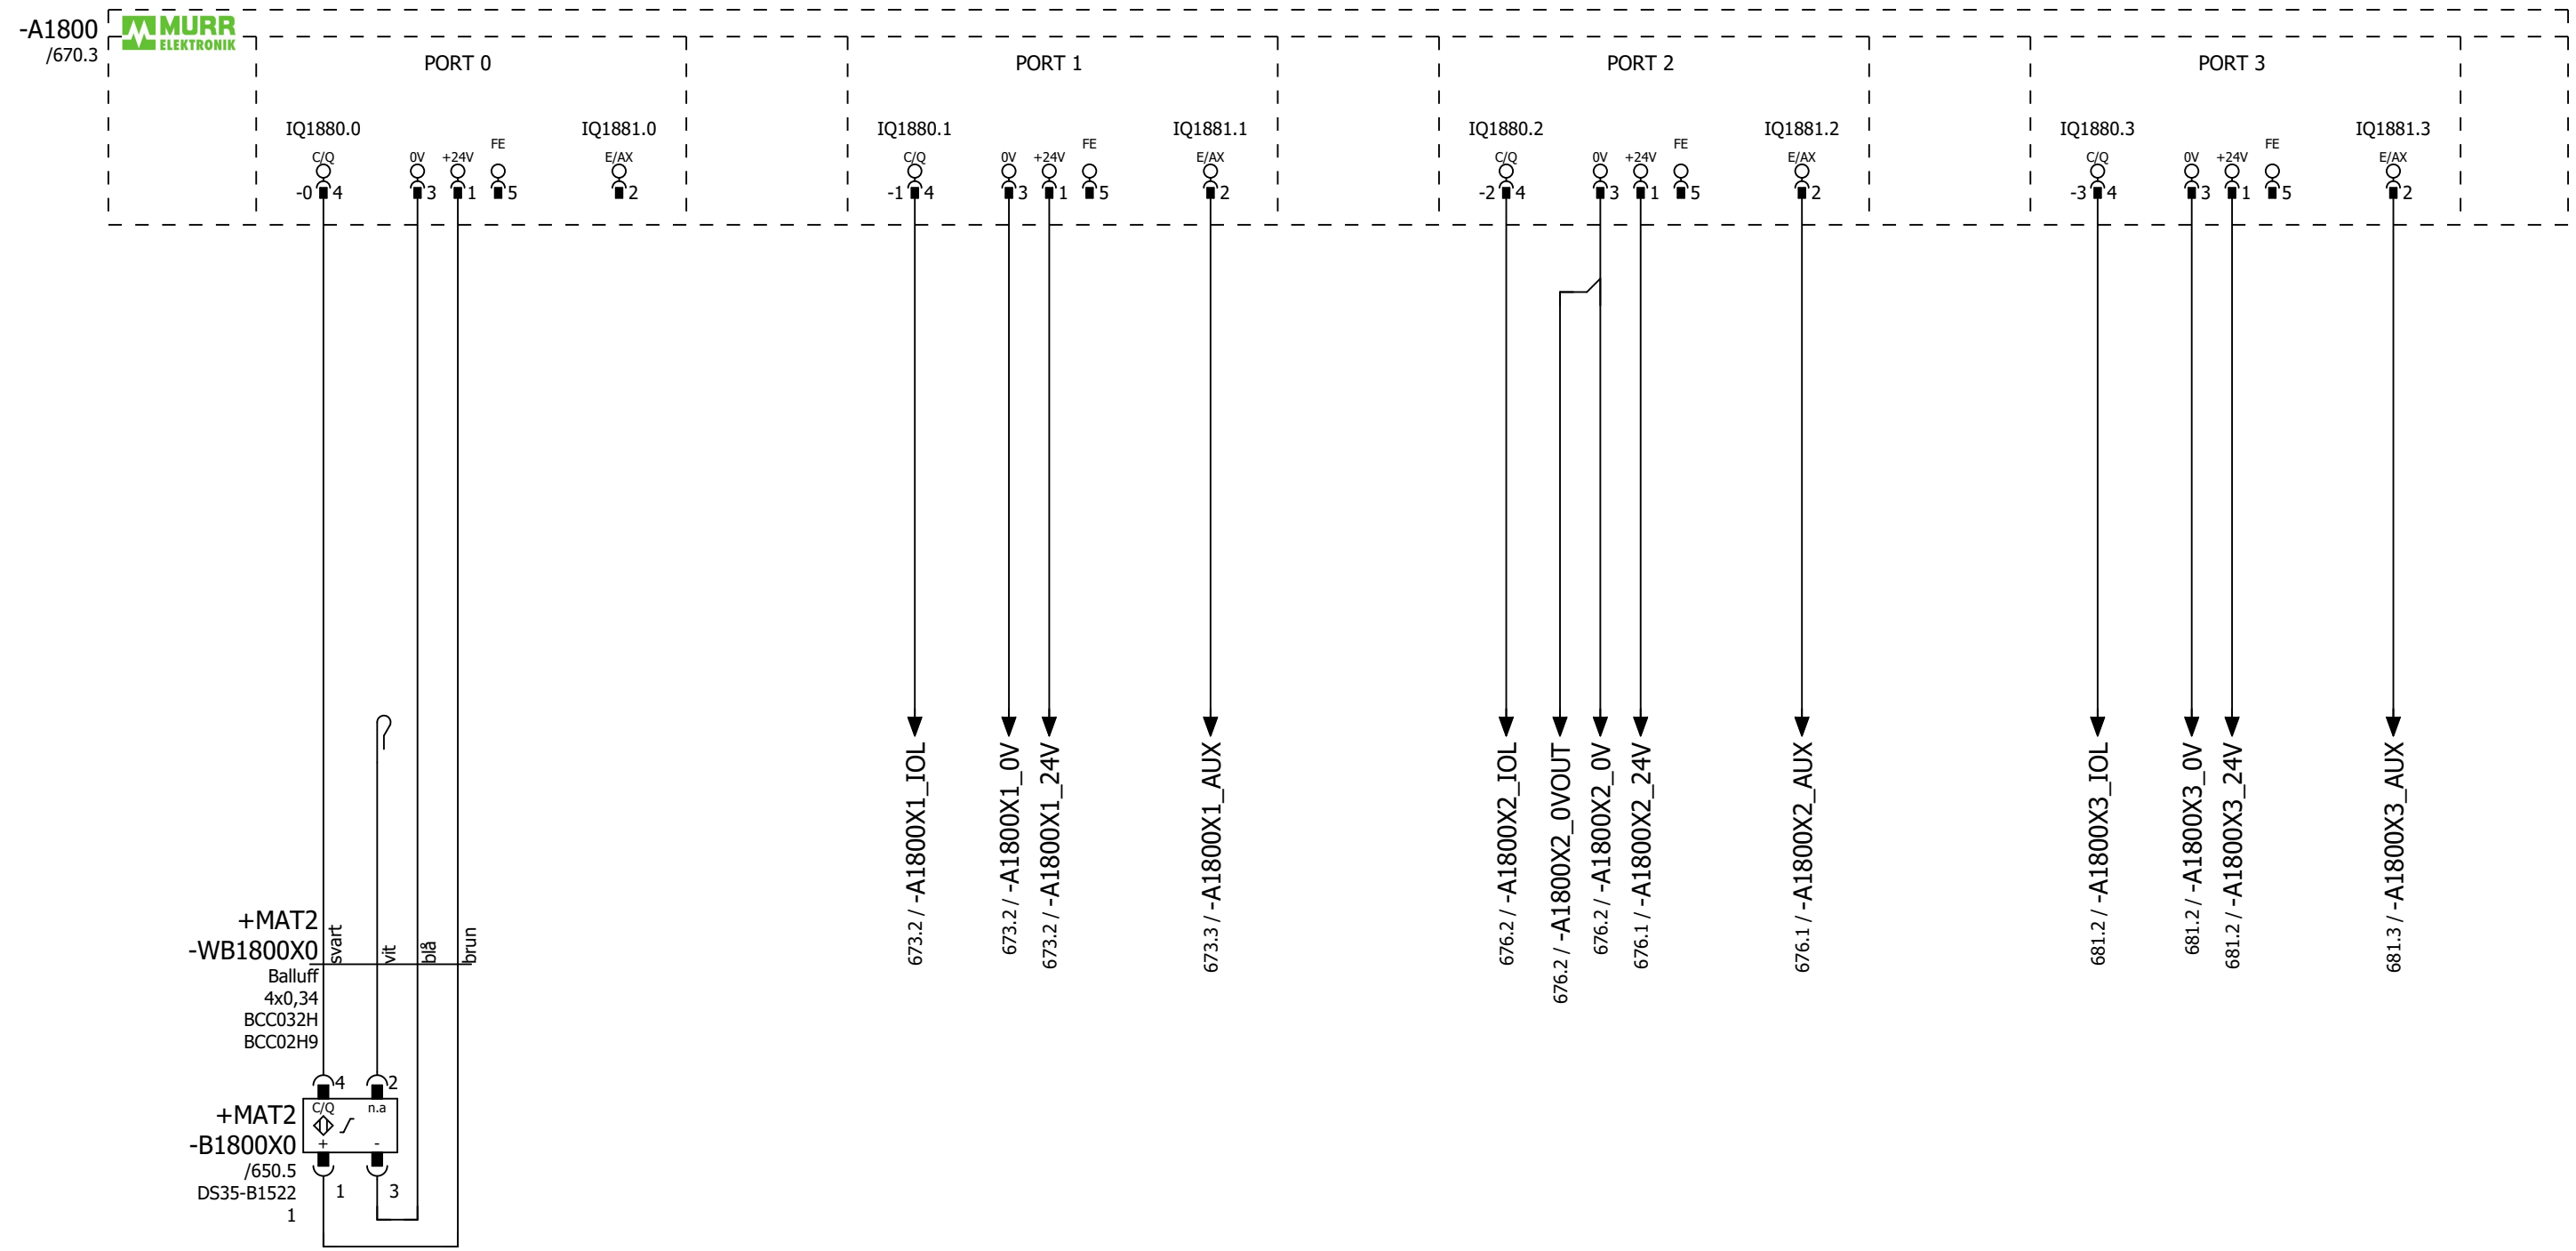 -A1800
/670.3
MURR
ELEKTRONIK
PORT 0
PORT 1
PORT 2
PORT 3
IQ1880.0
IQ1881.0
IQ1880.1
IQ1881.1
IQ1880.2
IQ1881.2
IQ1880.3
IQ1881.3
C/Q 0V +24V FE E/AX
C/Q 0V +24V FE E/AX
C/Q 0V +24V FE E/AX
C/Q 0V +24V FE E/AX
-0 4 3 1 5 2
-1 4 3 1 5 2
-2 4 3 1 5 2
-3 4 3 1 5 2
673.2 / -A1800X1_IOL
673.2 / -A1800X1_0V
673.2 / -A1800X1_24V
673.3 / -A1800X1_AUX
676.2 / -A1800X2_IOL
676.2 / -A1800X2_0VOUT
676.2 / -A1800X2_0V
676.1 / -A1800X2_24V
676.1 / -A1800X2_AUX
681.2 / -A1800X3_IOL
681.2 / -A1800X3_0V
681.2 / -A1800X3_24V
681.3 / -A1800X3_AUX
+MAT2
-WB1800X0
Balluff
4x0,34
BCC032H
BCC02H9
svart
vit
blå
brun
4 2
C/Q n.a
+ -
+MAT2
-B1800X0
/650.5
DS35-B1522
1
1 3